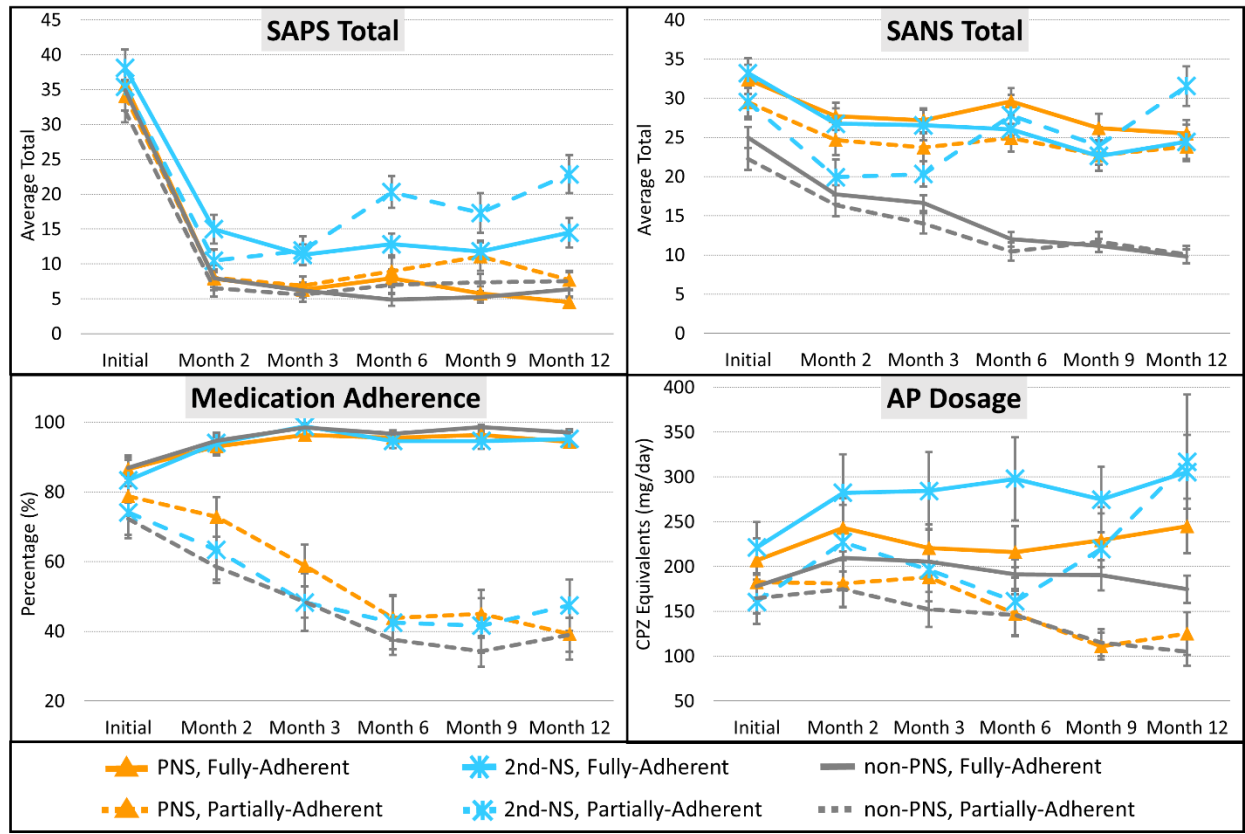 SAPS Total
Average Total
45
40
35
30
25
20
15
10
5
0
Initial Month 2 Month 3 Month 6 Month 9 Month 12
SANS Total
Average Total
40
35
30
25
20
15
10
5
0
Initial Month 2 Month 3 Month 6 Month 9 Month 12
Medication Adherence
Percentage (%)
100
80
60
40
20
Initial Month 2 Month 3 Month 6 Month 9 Month 12
AP Dosage
CPZ Equivalents (mg/day)
400
350
300
250
200
150
100
50
Initial Month 2 Month 3 Month 6 Month 9 Month 12
PNS, Fully-Adherent 2nd-NS, Fully-Adherent non-PNS, Fully-Adherent
PNS, Partially-Adherent 2nd-NS, Partially-Adherent non-PNS, Partially-Adherent